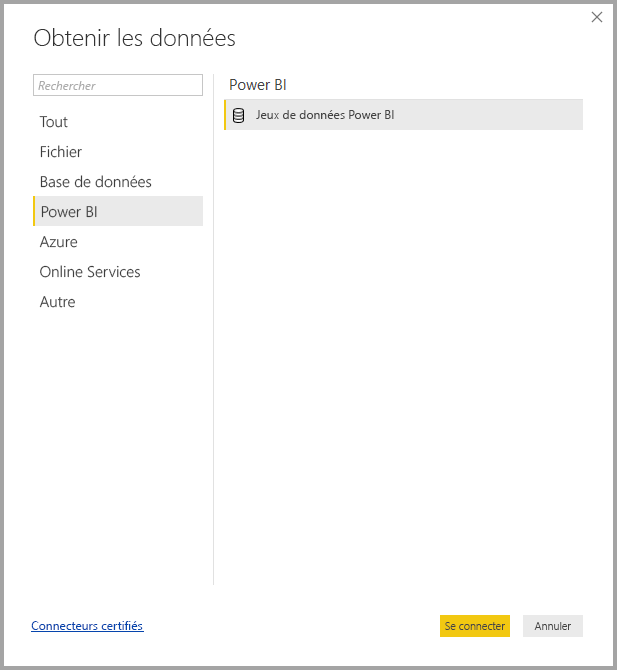 Obtenir les données
Rechercher
Tout
Fichier
Base de données
Power BI
Azure
Online Services
Autre
Power BI
Jeux de données Power BI
Connecteurs certifiés
Se connecter
Annuler